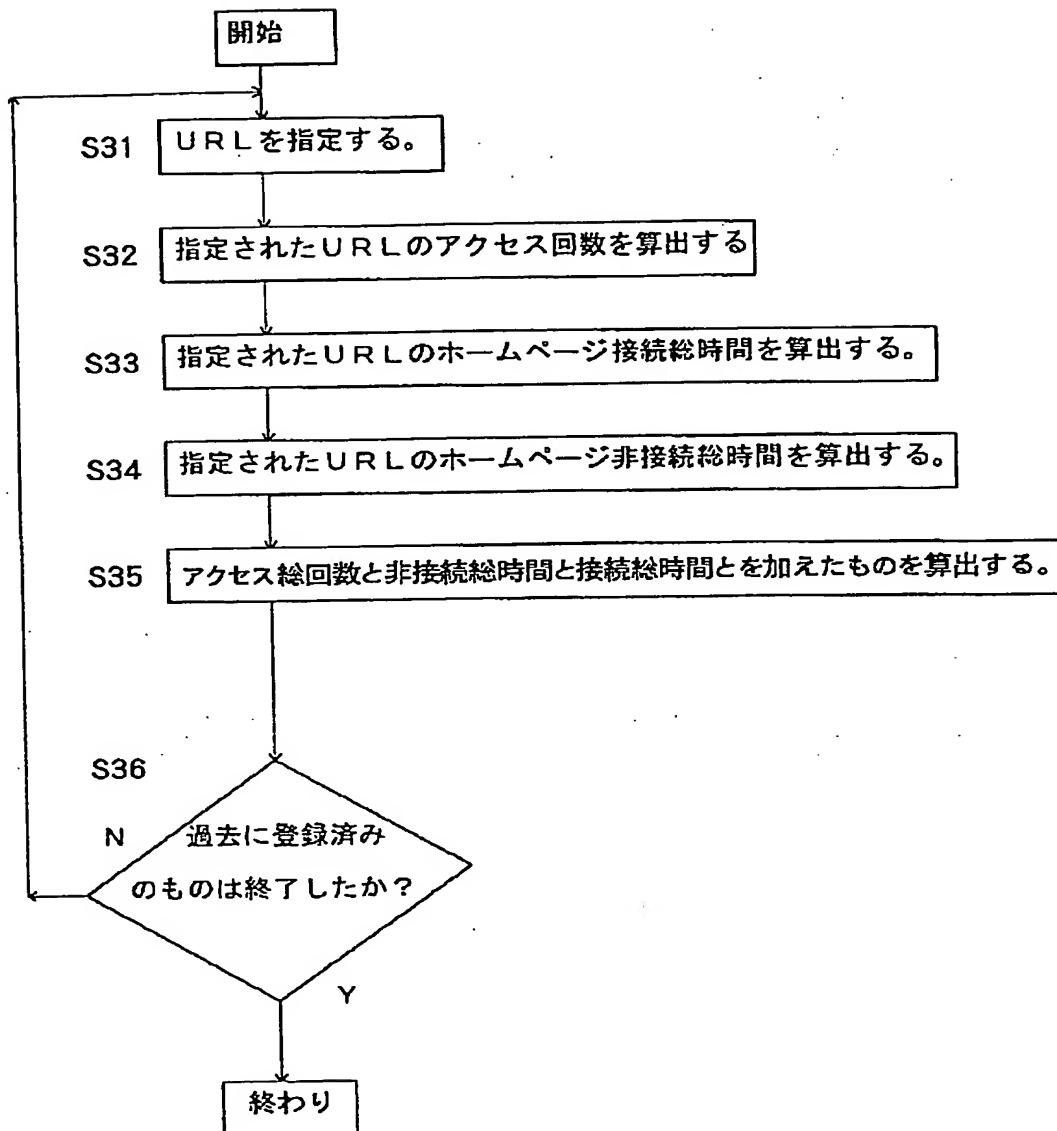 開始
S31
URLを指定する。
S32
指定されたURLのアクセス回数を算出する
S33
指定されたURLのホームページ接続総時間を算出する。
S34
指定されたURLのホームページ非接続総時間を算出する。
S35
アクセス総回数と非接続総時間と接続総時間とを加えたものを算出する。
S36
N
過去に登録済み
のものは終了したか?
Y
終わり